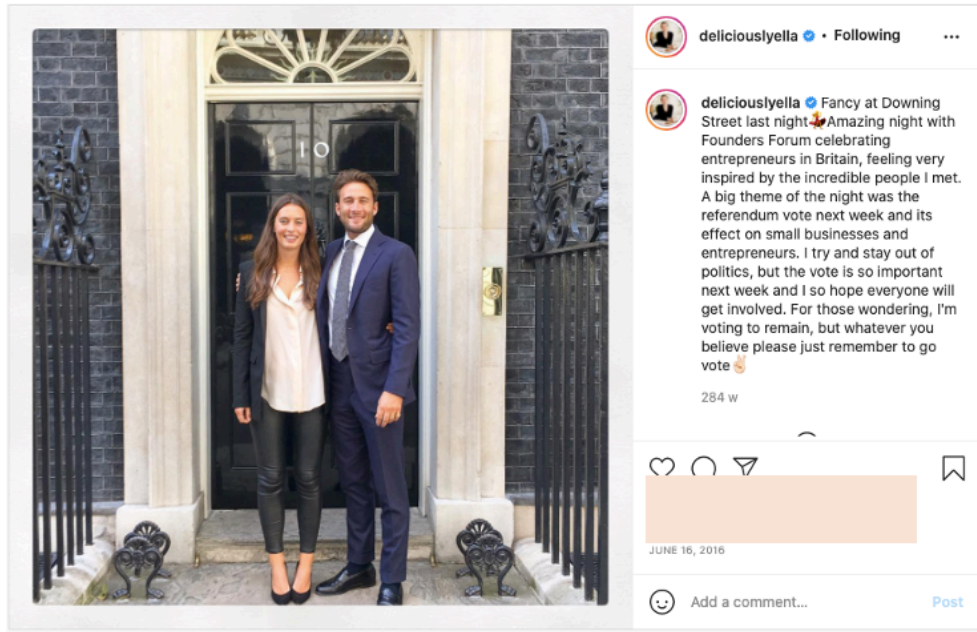 10
deliciouslyella • Following
deliciouslyella Fancy at Downing
Street last night💃Amazing night with
Founders Forum celebrating
entrepreneurs in Britain, feeling very
inspired by the incredible people I met.
A big theme of the night was the
referendum vote next week and its
effect on small businesses and
entrepreneurs. I try and stay out of
politics, but the vote is so important
next week and I so hope everyone will
get involved. For those wondering, I'm
voting to remain, but whatever you
believe please just remember to go
vote✌🏻
284 w
JUNE 16, 2016
Add a comment...
Post